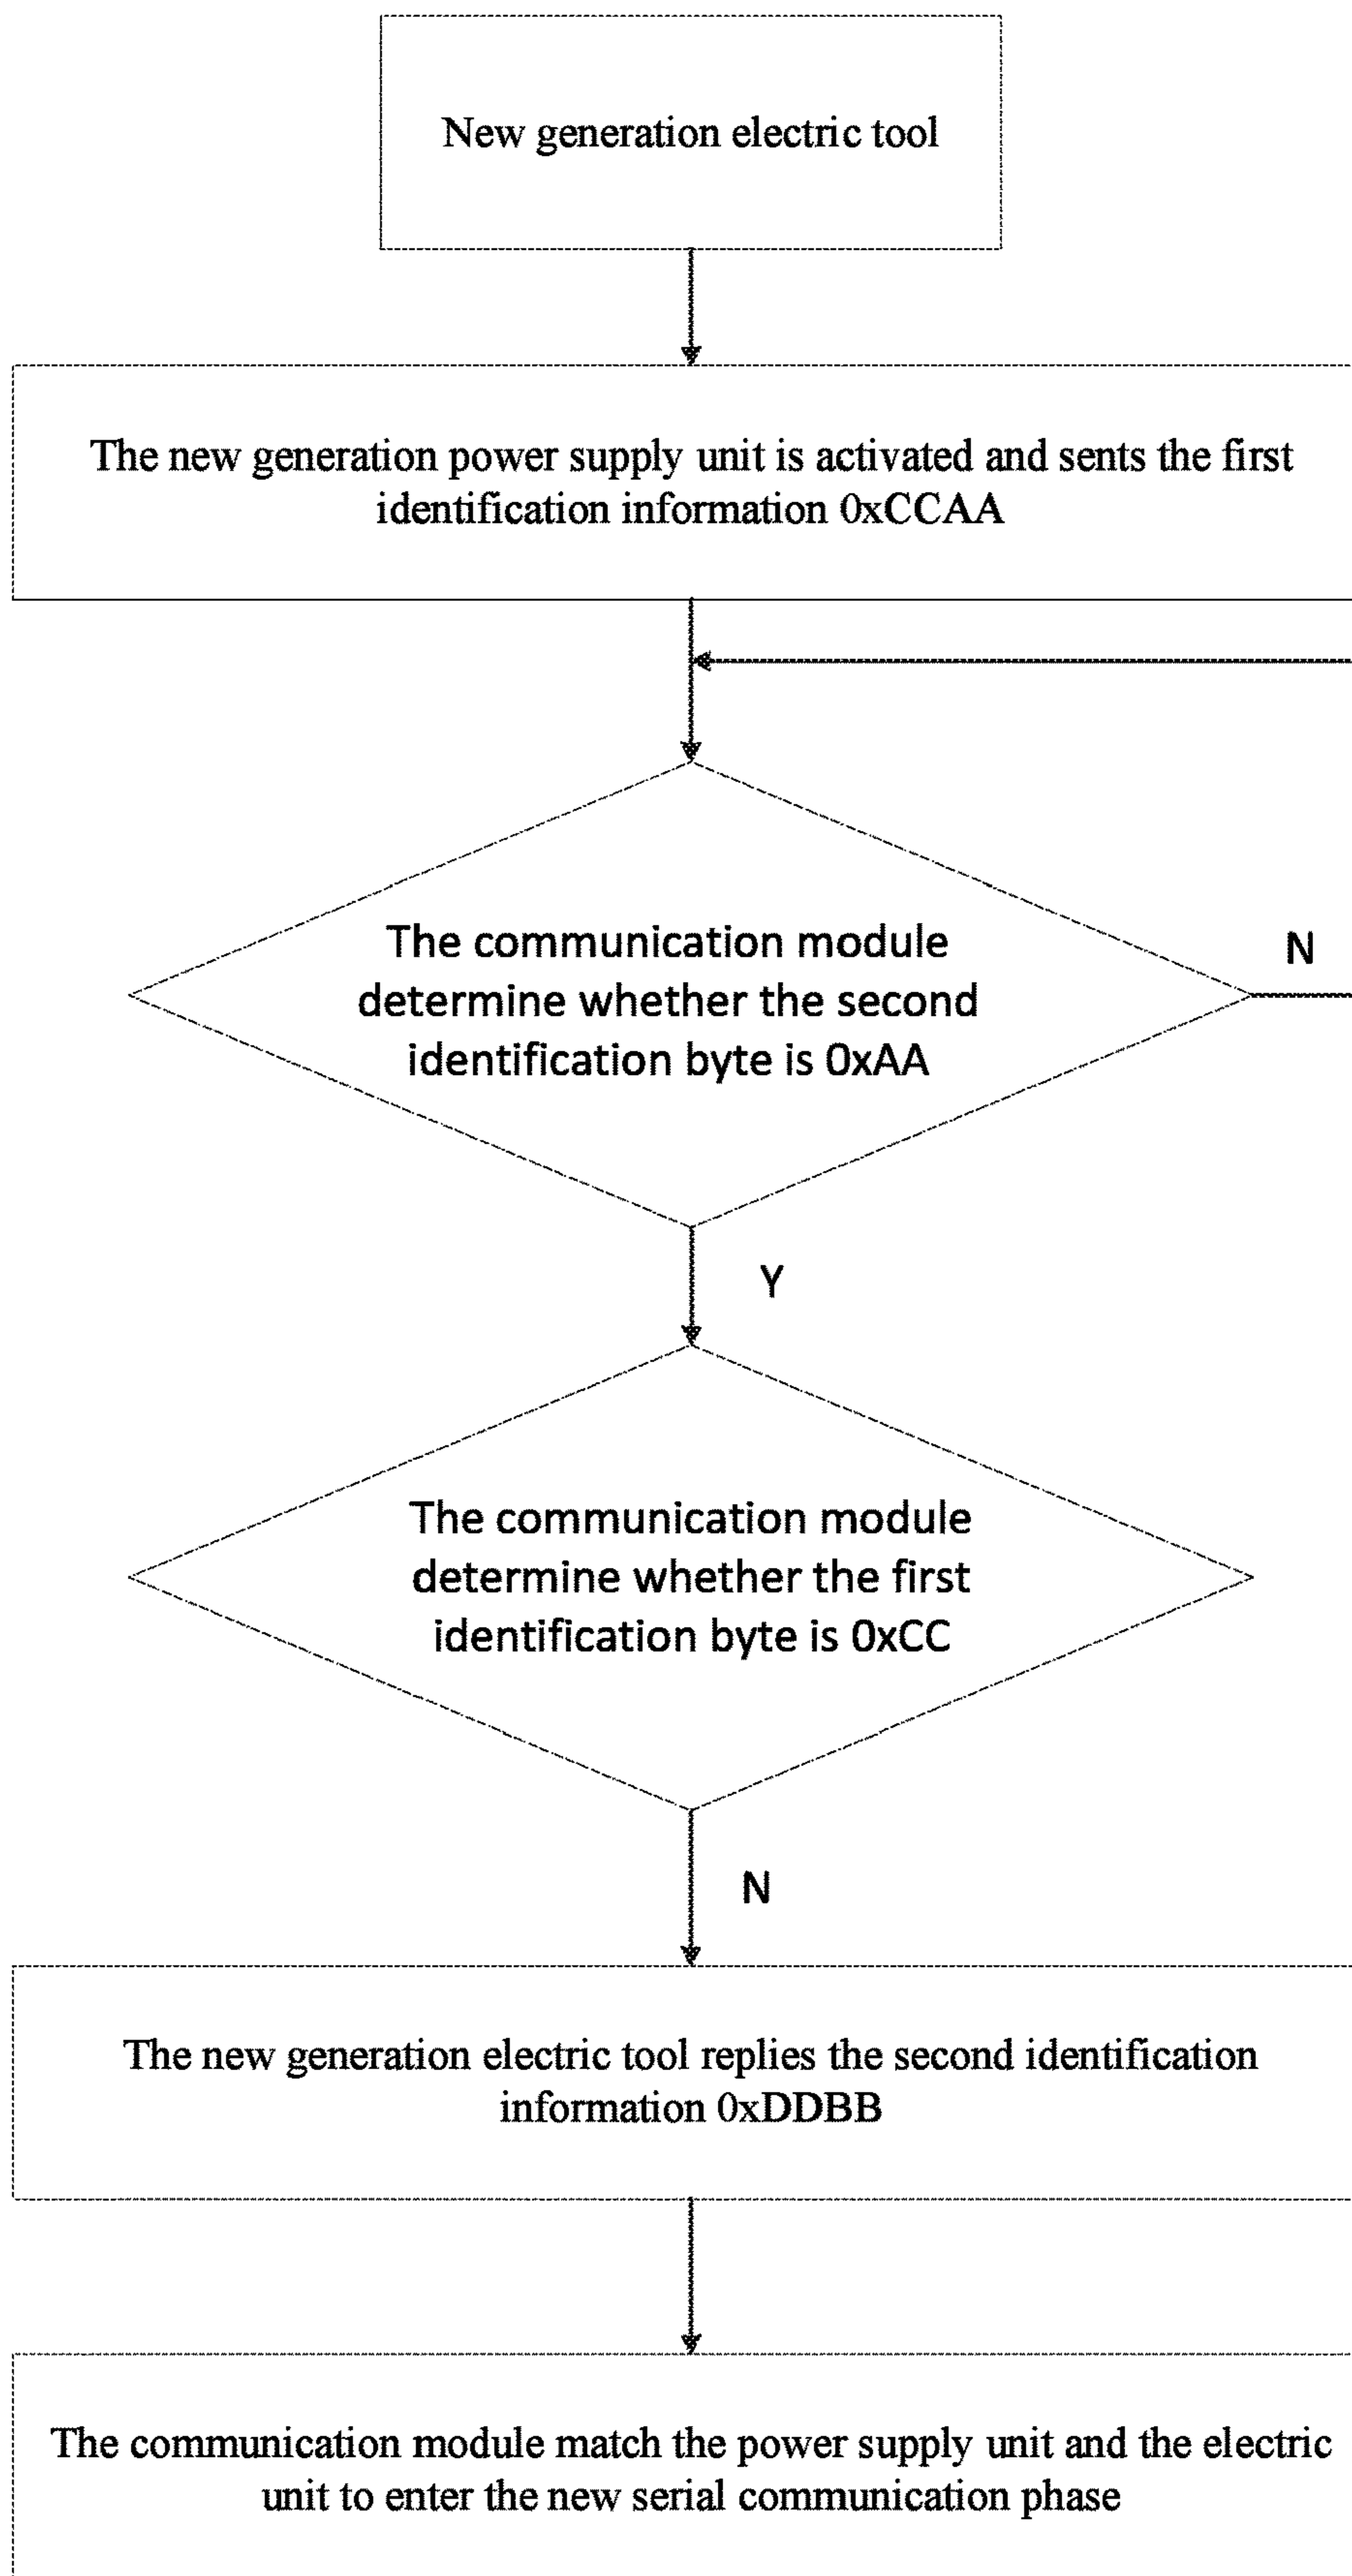 New generation electric tool
The new generation power supply unit is activated and sents the first
identification information 0xCCAA
The communication module
determine whether the second
identification byte is 0xAA
N
Y
The communication module
determine whether the first
identification byte is 0xCC
N
The new generation electric tool replies the second identification
information 0xDDBB
The communication module match the power supply unit and the electric
unit to enter the new serial communication phase